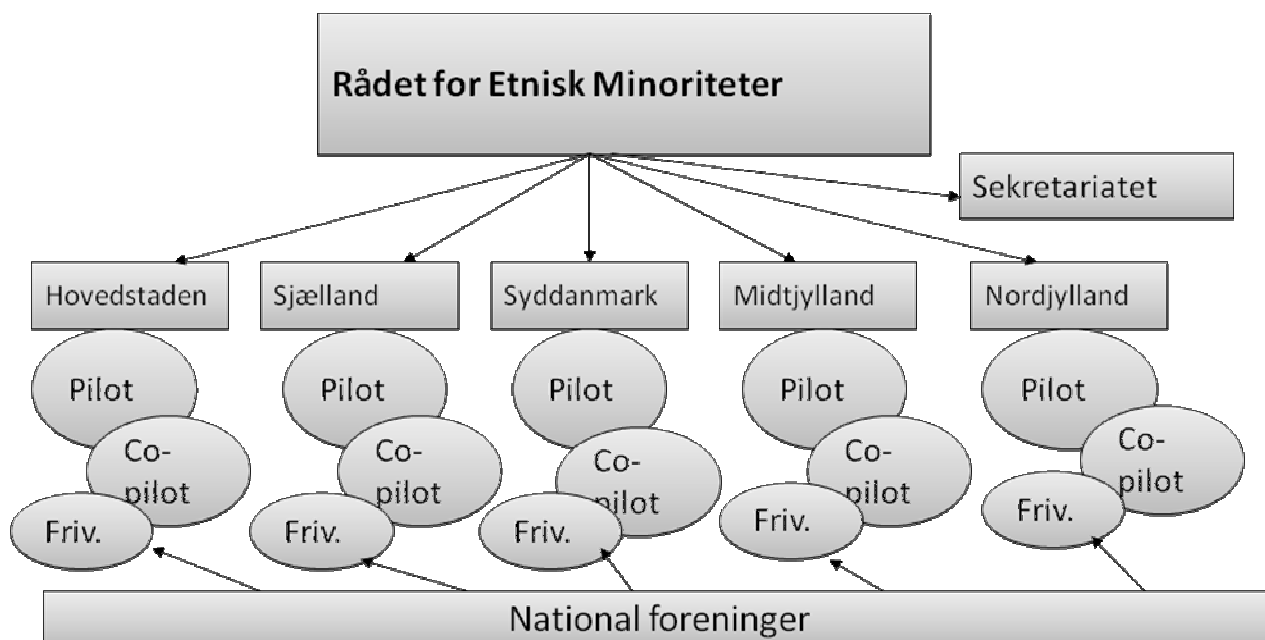 Rådet for Etnisk Minoriteter
Sekretariatet
Hovedstaden
Sjælland
Syddanmark
Midtjylland
Nordjylland
Pilot
Pilot
Pilot
Pilot
Pilot
Co-
pilot
Co-
pilot
Co-
pilot
Co-
pilot
Co-
pilot
Friv.
Friv.
Friv.
Friv.
Friv.
National foreninger